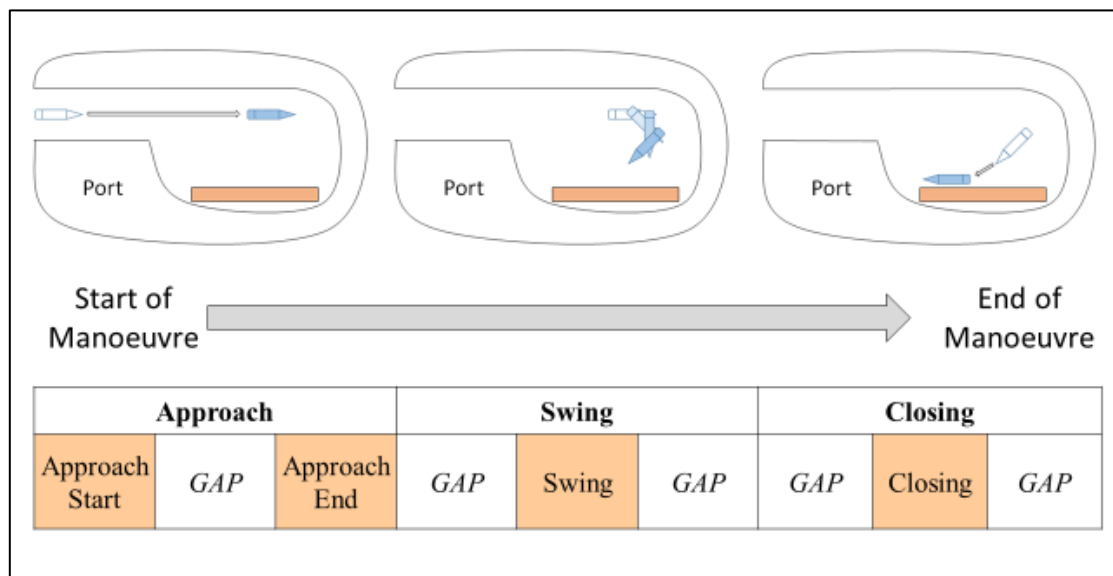 Port
Port
Port
Start of
Manoeuvre
End of
Manoeuvre
Approach
Swing
Closing
Approach
Start
GAP
Approach
End
GAP
Swing
GAP
GAP
Closing
GAP